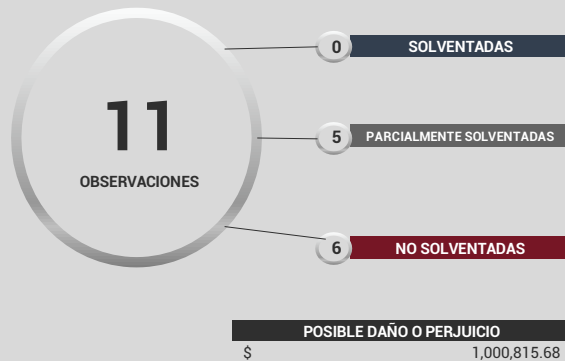 11
OBSERVACIONES
0 SOLVENTADAS
5 PARCIALMENTE SOLVENTADAS
6 NO SOLVENTADAS
POSIBLE DAÑO O PERJUICIO
$ 1,000,815.68